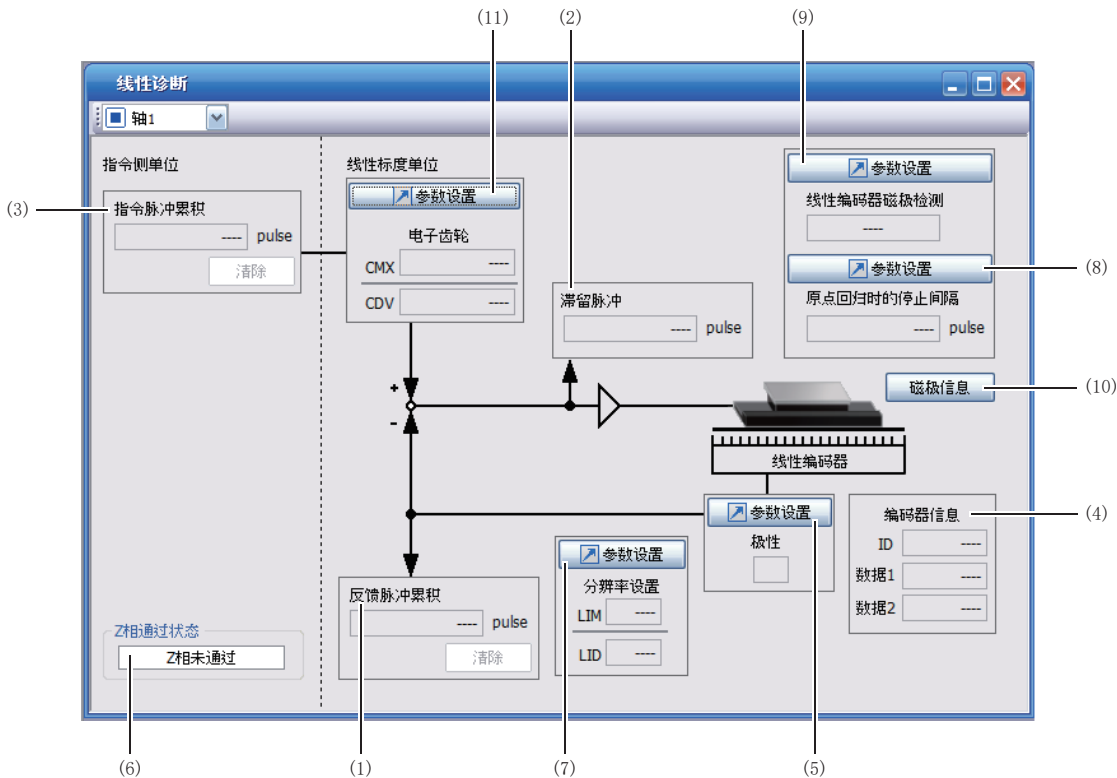 (11)
(2)
(9)
线性诊断
轴1
指令侧单位
线性标度单位
参数设置
参数设置
(3)
指令脉冲累积
---- pulse
清除
电子齿轮
CMX ----
CDV ----
线性编码器磁极检测
----
参数设置
(8)
滞留脉冲
---- pulse
原点回归时的停止间隔
---- pulse
+
-
磁极信息
(10)
线性编码器
参数设置
极性
编码器信息
(4)
ID ----
数据1 ----
数据2 ----
参数设置
分辨率设置
LIM ----
LID ----
反馈脉冲累积
---- pulse
清除
Z相通过状态
Z相未通过
(6)
(1)
(7)
(5)